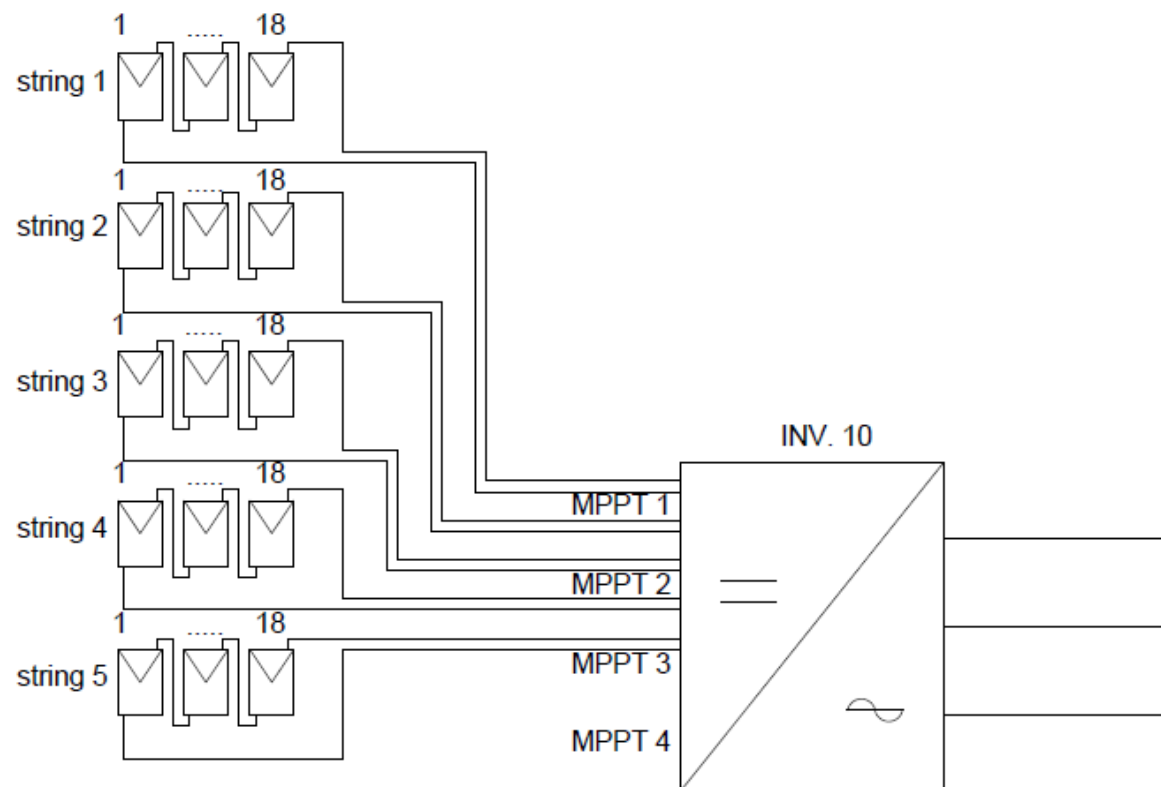 1 ..... 18
string 1
1 ..... 18
string 2
1 ..... 18
string 3
1 ..... 18
string 4
1 ..... 18
string 5
INV. 10
MPPT 1
MPPT 2
MPPT 3
MPPT 4